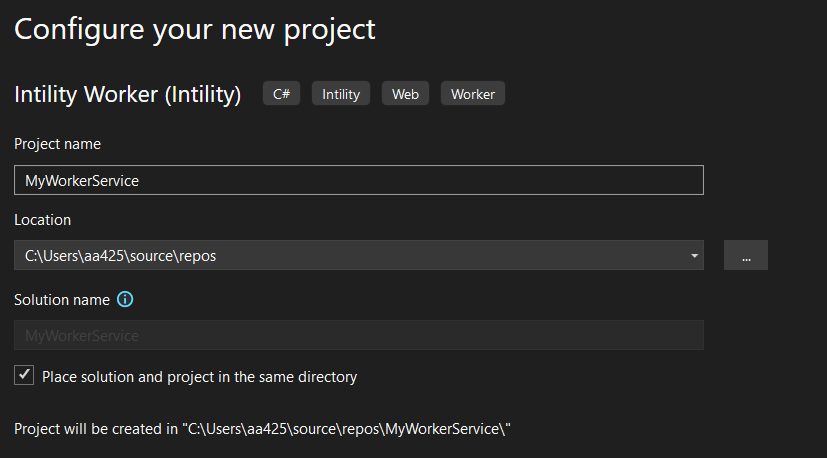 Configure your new project
Intility Worker (Intility) C# Intility Web Worker
Project name
MyWorkerService
Location
C:\Users\aa425\source\repos
...
Solution name
MyWorkerService
Place solution and project in the same directory
Project will be created in "C:\Users\aa425\source\repos\MyWorkerService\"